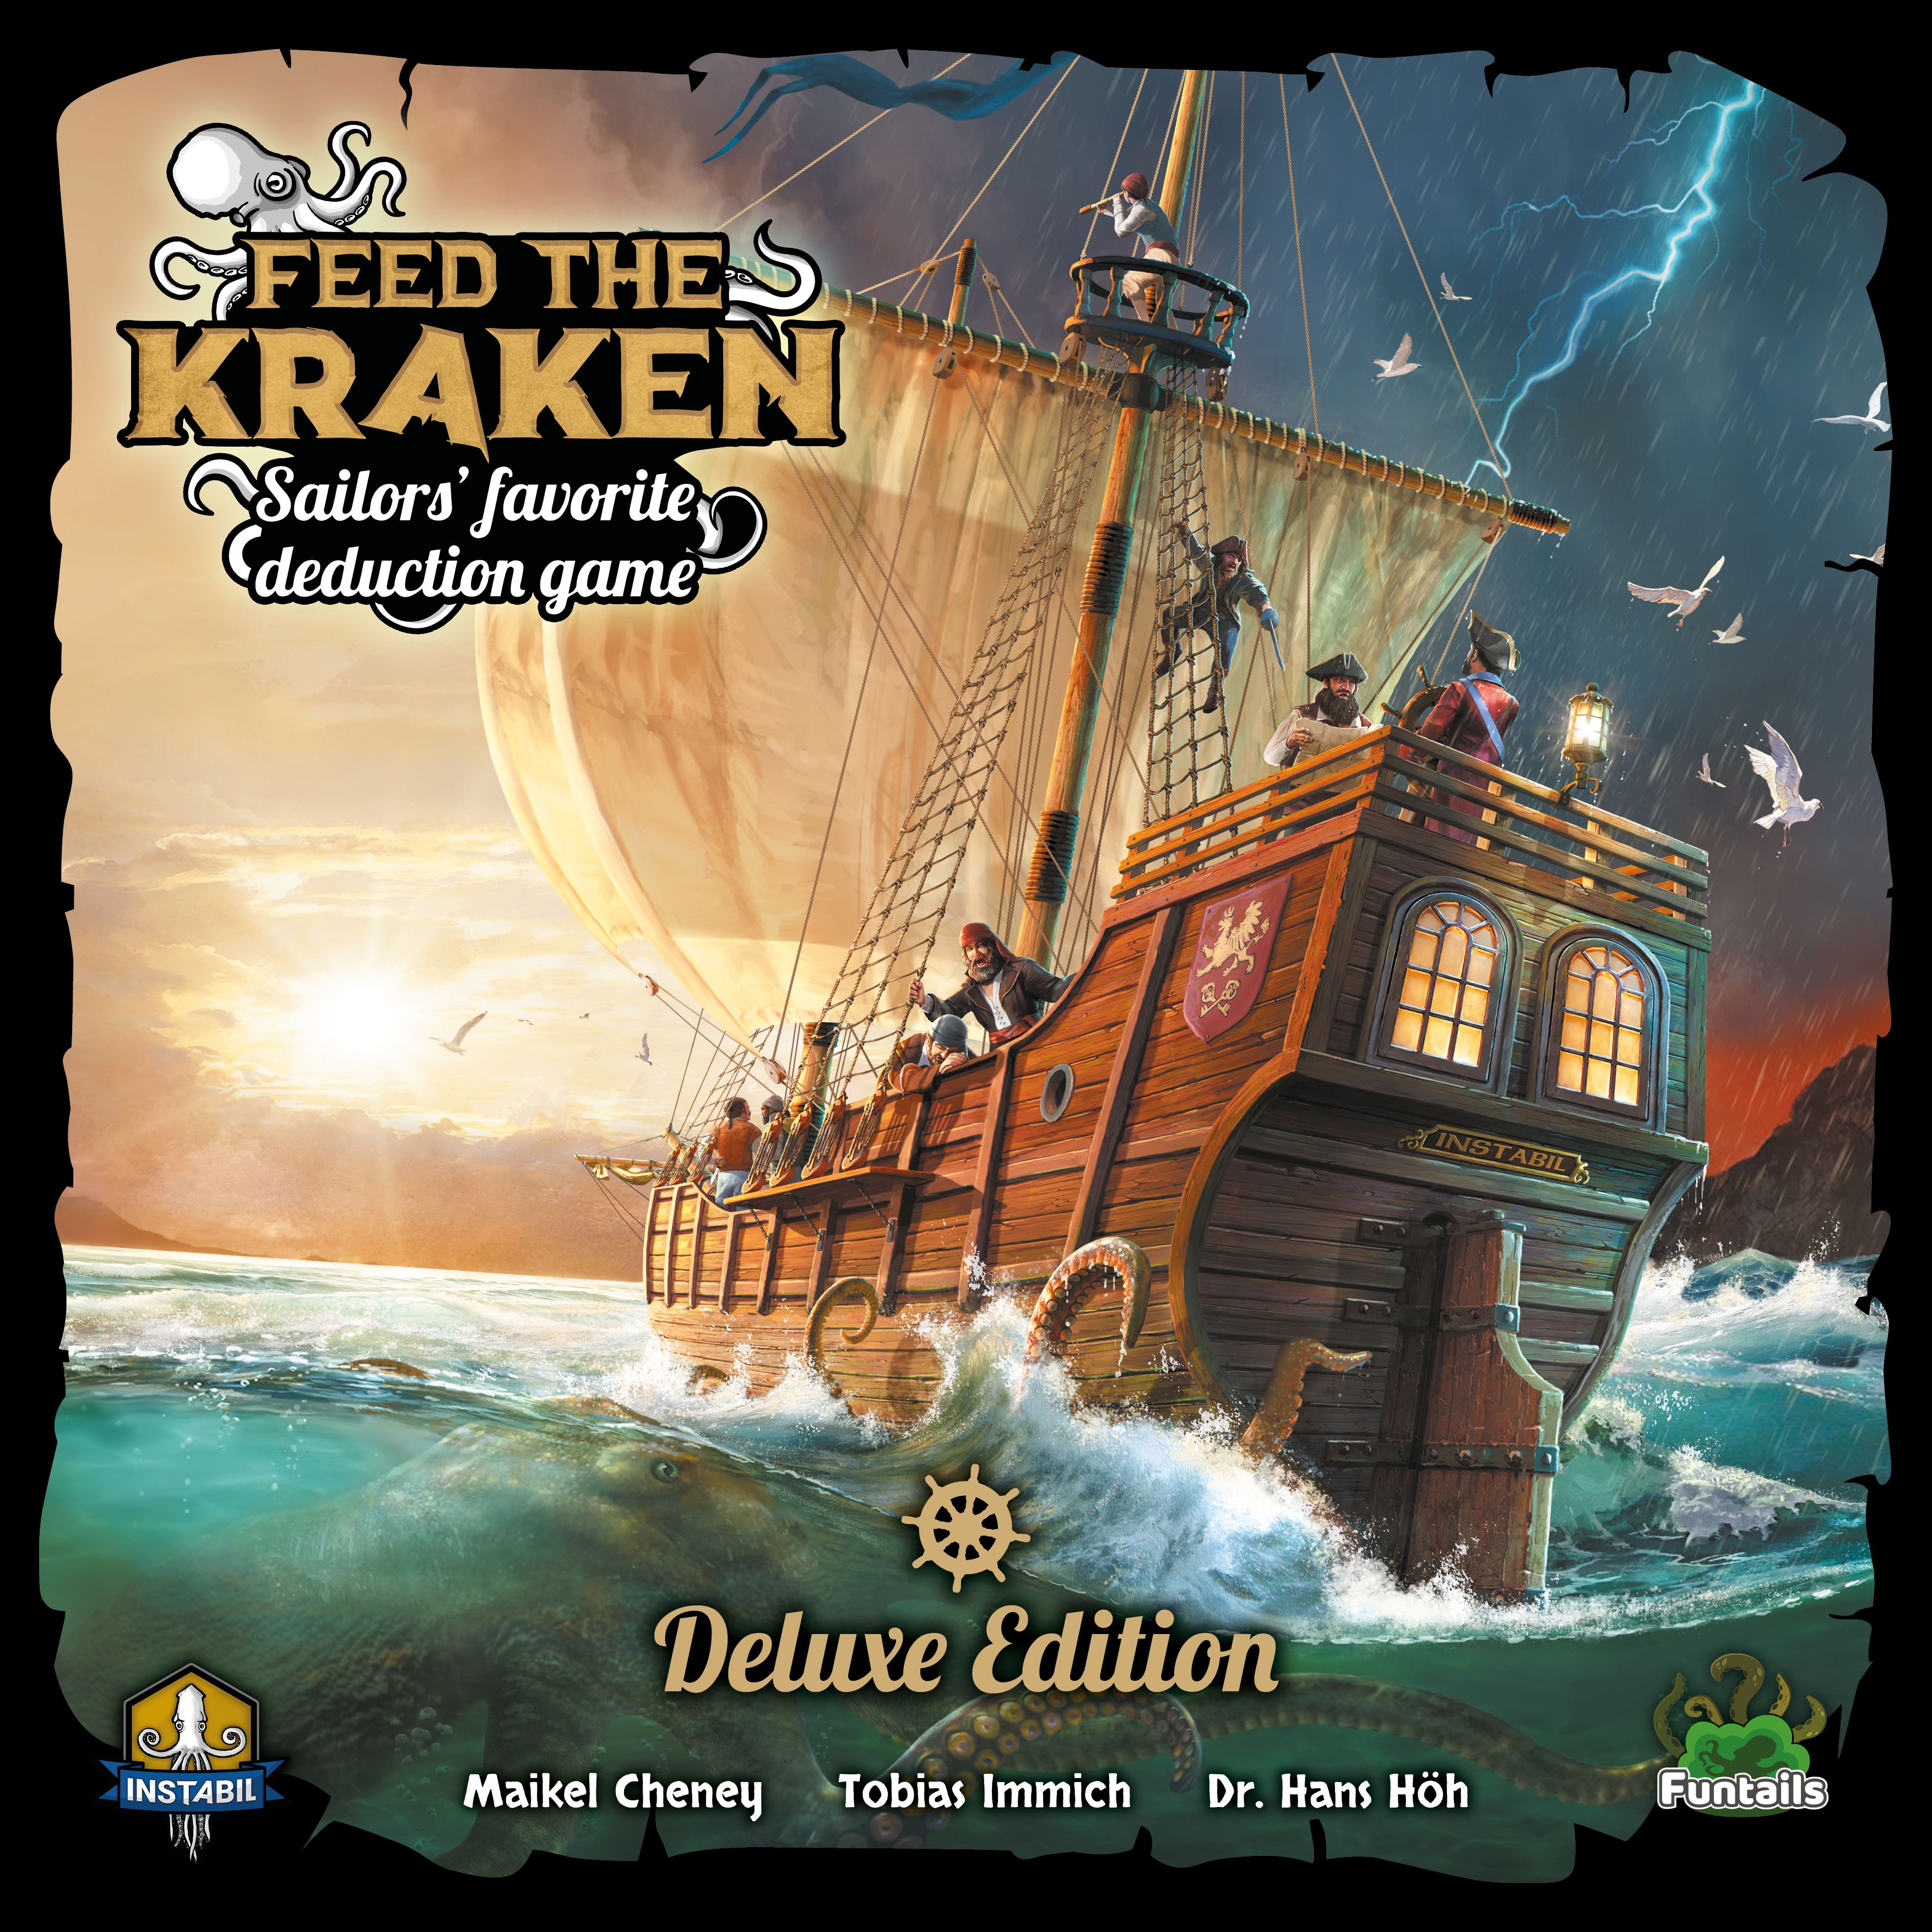 FEED THE
KRAKEN
Sailors' favorite
deduction game
INSTABIL
Deluxe Edition
INSTABIL
Maikel Cheney Tobias Immich Dr. Hans Höh
Funtails